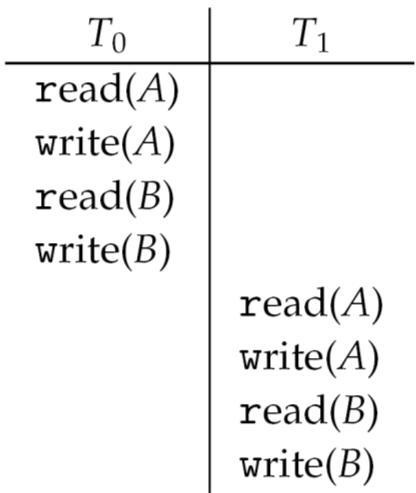 T₀ T₁
read(A)
write(A)
read(B)
write(B)
read(A)
write(A)
read(B)
write(B)